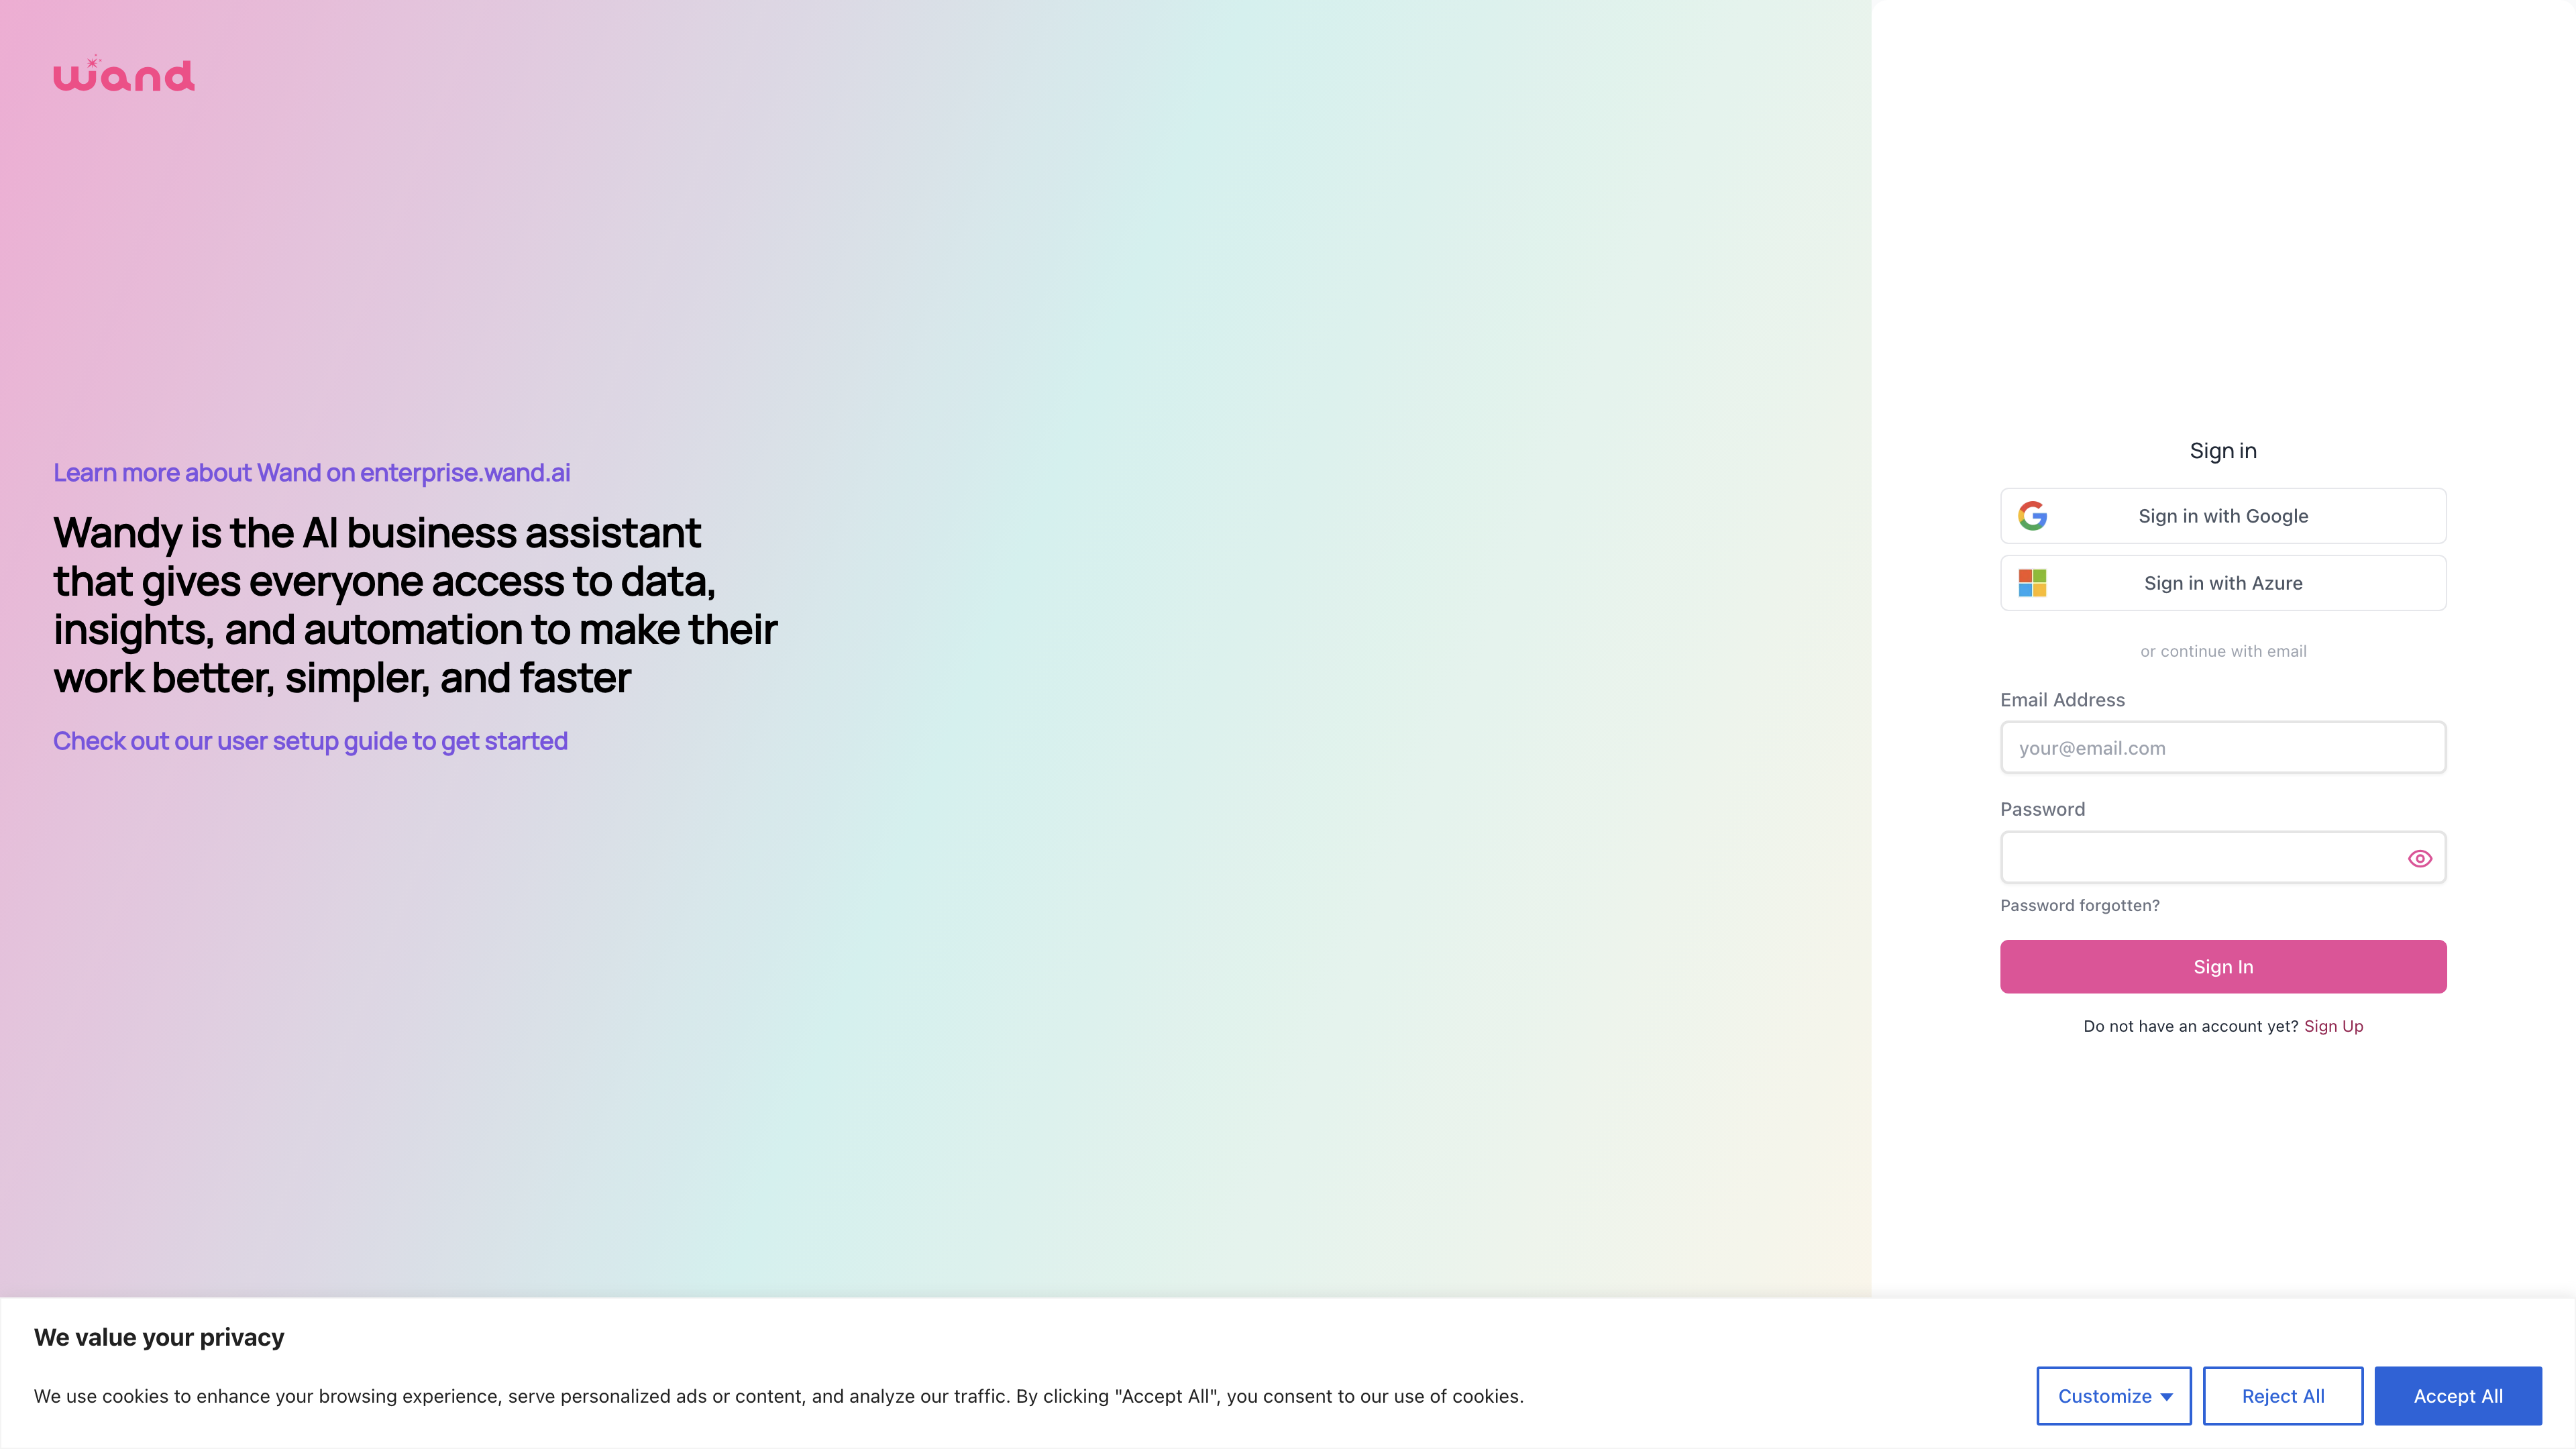 wand
Learn more about Wand on enterprise.wand.ai
Wandy is the AI business assistant
that gives everyone access to data,
insights, and automation to make their
work better, simpler, and faster
Check out our user setup guide to get started
Sign in
Sign in with Google
Sign in with Azure
or continue with email
Email Address
your@email.com
Password
Password forgotten?
Sign In
Do not have an account yet? Sign Up
We value your privacy
We use cookies to enhance your browsing experience, serve personalized ads or content, and analyze our traffic. By clicking "Accept All", you consent to our use of cookies.
Customize
Reject All
Accept All